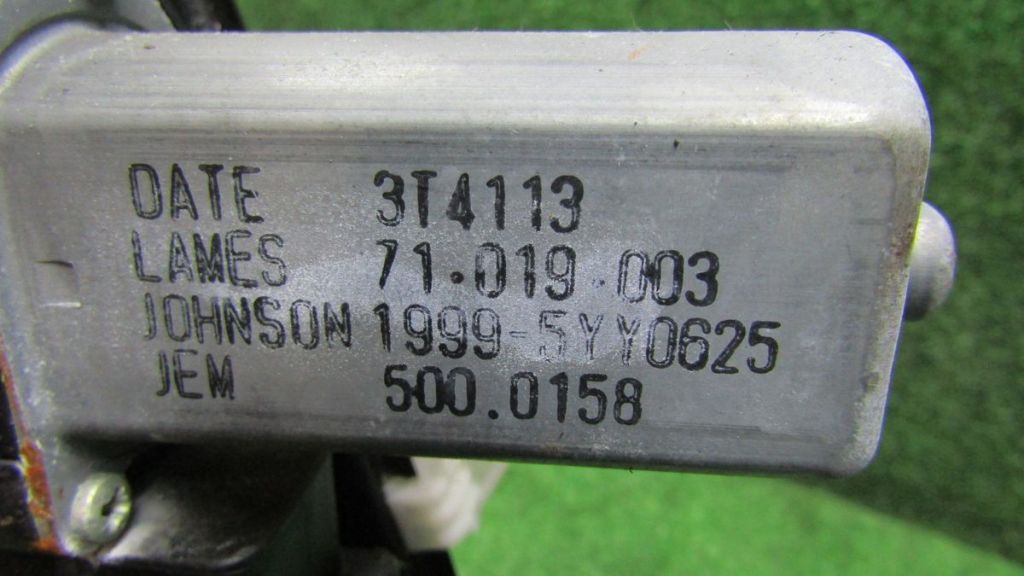 DATE 3T4113
LAMES 71.019.003
JOHNSON 1999-5YY0625
JEM 500.0158